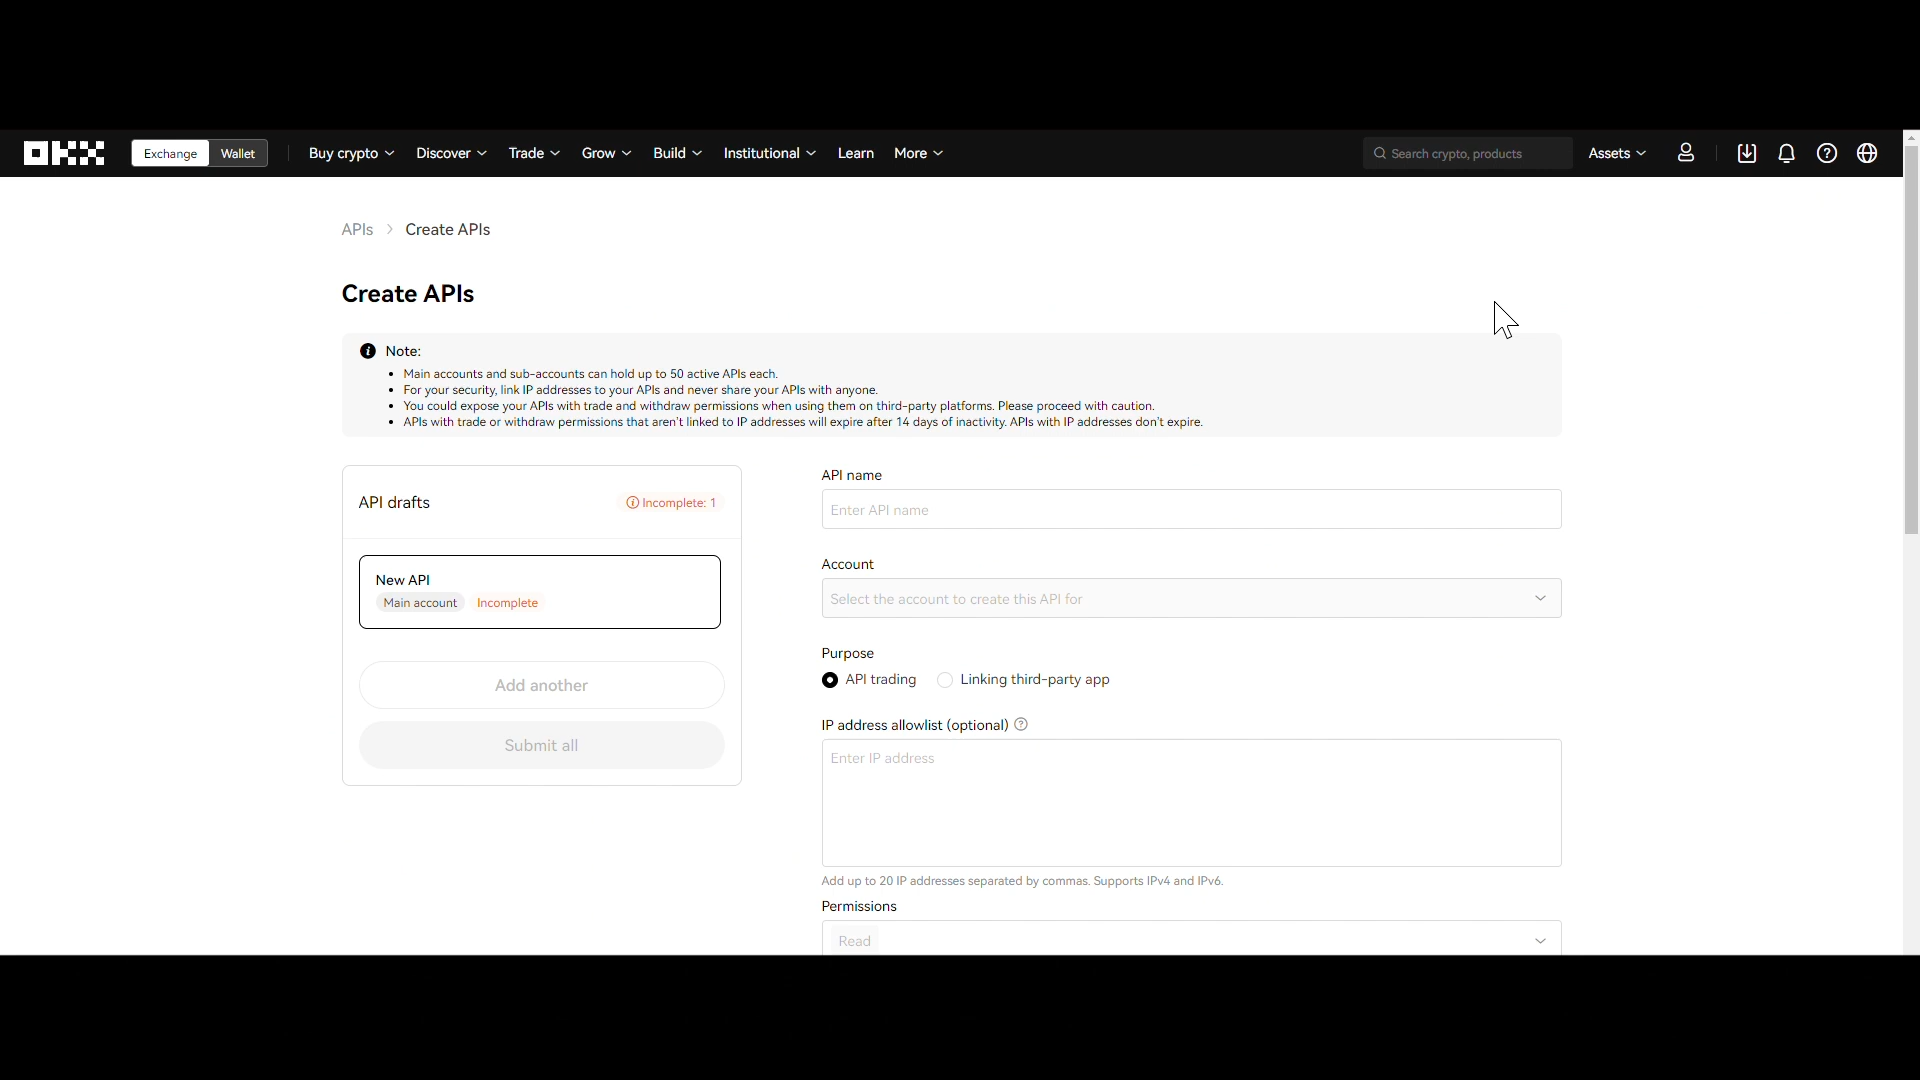 OKX Exchange Wallet Buy crypto Discover Trade Grow Build Institutional Learn More Search crypto, products Assets
APIs > Create APIs
Create APIs
Note:
• Main accounts and sub-accounts can hold up to 50 active APIs each.
• For your security, link IP addresses to your APIs and never share your APIs with anyone.
• You could expose your APIs with trade and withdraw permissions when using them on third-party platforms. Please proceed with caution.
• APIs with trade or withdraw permissions that aren't linked to IP addresses will expire after 14 days of inactivity. APIs with IP addresses don't expire.
API drafts Incomplete: 1
New API
Main account Incomplete
Add another
Submit all
API name
Enter API name
Account
Select the account to create this API for
Purpose
API trading Linking third-party app
IP address allowlist (optional)
Enter IP address
Add up to 20 IP addresses separated by commas. Supports IPv4 and IPv6.
Permissions
Read